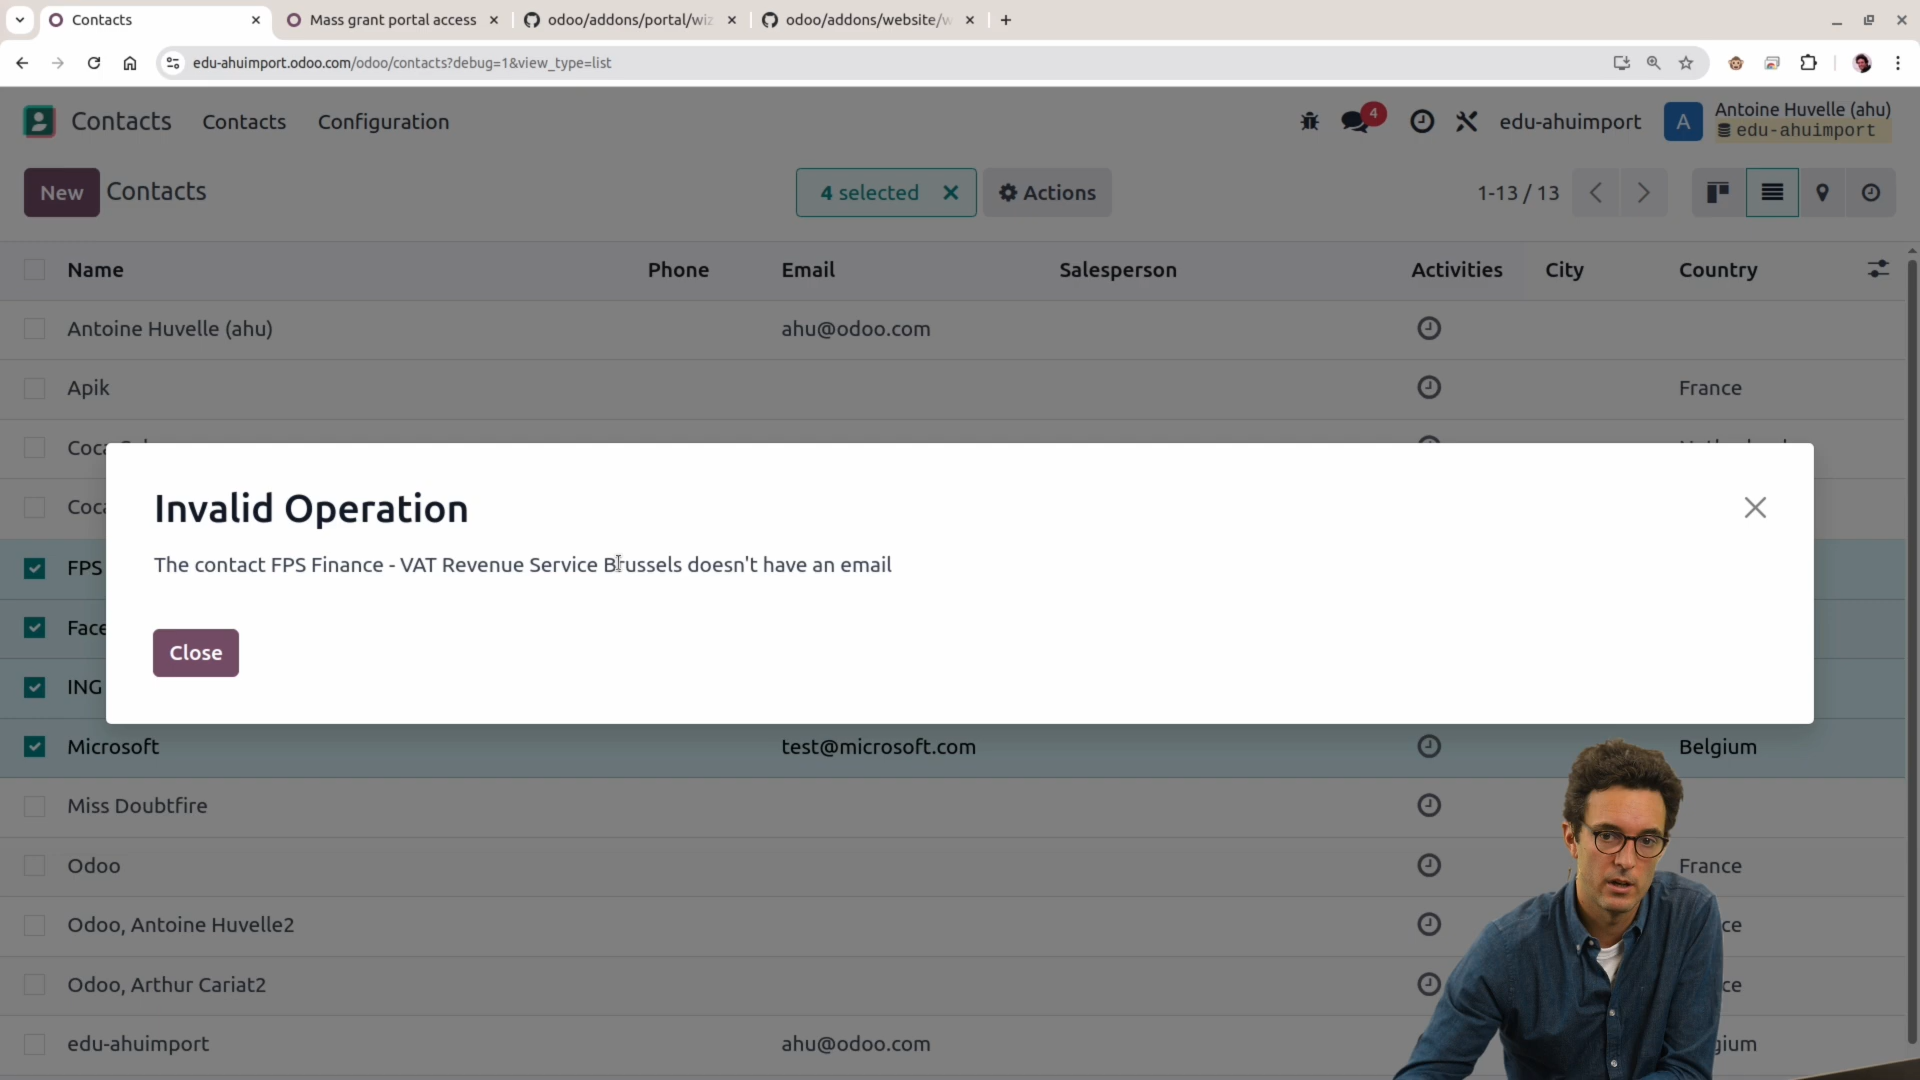 Contacts
Mass grant portal access
odoo/addons/portal/wiz
odoo/addons/website/w
edu-ahuimport.odoo.com/odoo/contacts?debug=1&view_type=list
Contacts
Contacts
Configuration
4
edu-ahuimport
A
Antoine Huvelle (ahu)
edu-ahuimport
New
Contacts
4 selected
Actions
1-13 / 13
Name
Phone
Email
Salesperson
Activities
City
Country
Antoine Huvelle (ahu)
ahu@odoo.com
Apik
France
Coca
Coca
Invalid Operation
The contact FPS Finance - VAT Revenue Service Brussels doesn't have an email
Close
FPS
Face
ING
Microsoft
test@microsoft.com
Belgium
Miss Doubtfire
Odoo
France
Odoo, Antoine Huvelle2
ce
Odoo, Arthur Cariat2
ce
edu-ahuimport
ahu@odoo.com
gium